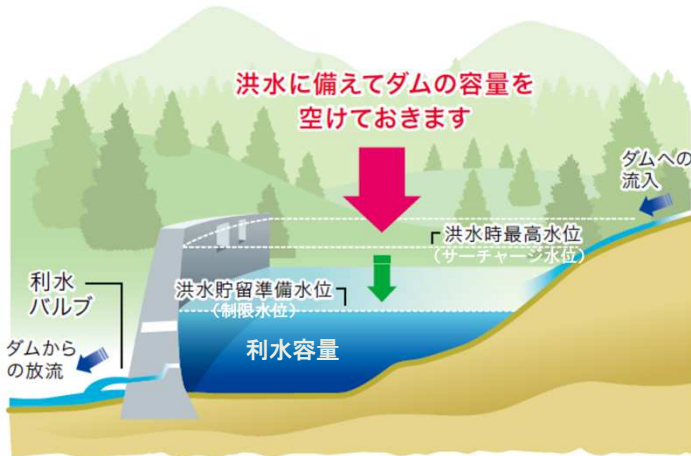 洪水に備えてダムの容量を
空けておきます
ダムへの
流入
洪水時最高水位
（サーチャージ水位）
利水
バルブ
洪水貯留準備水位
（制限水位）
ダムから
の放流
利水容量